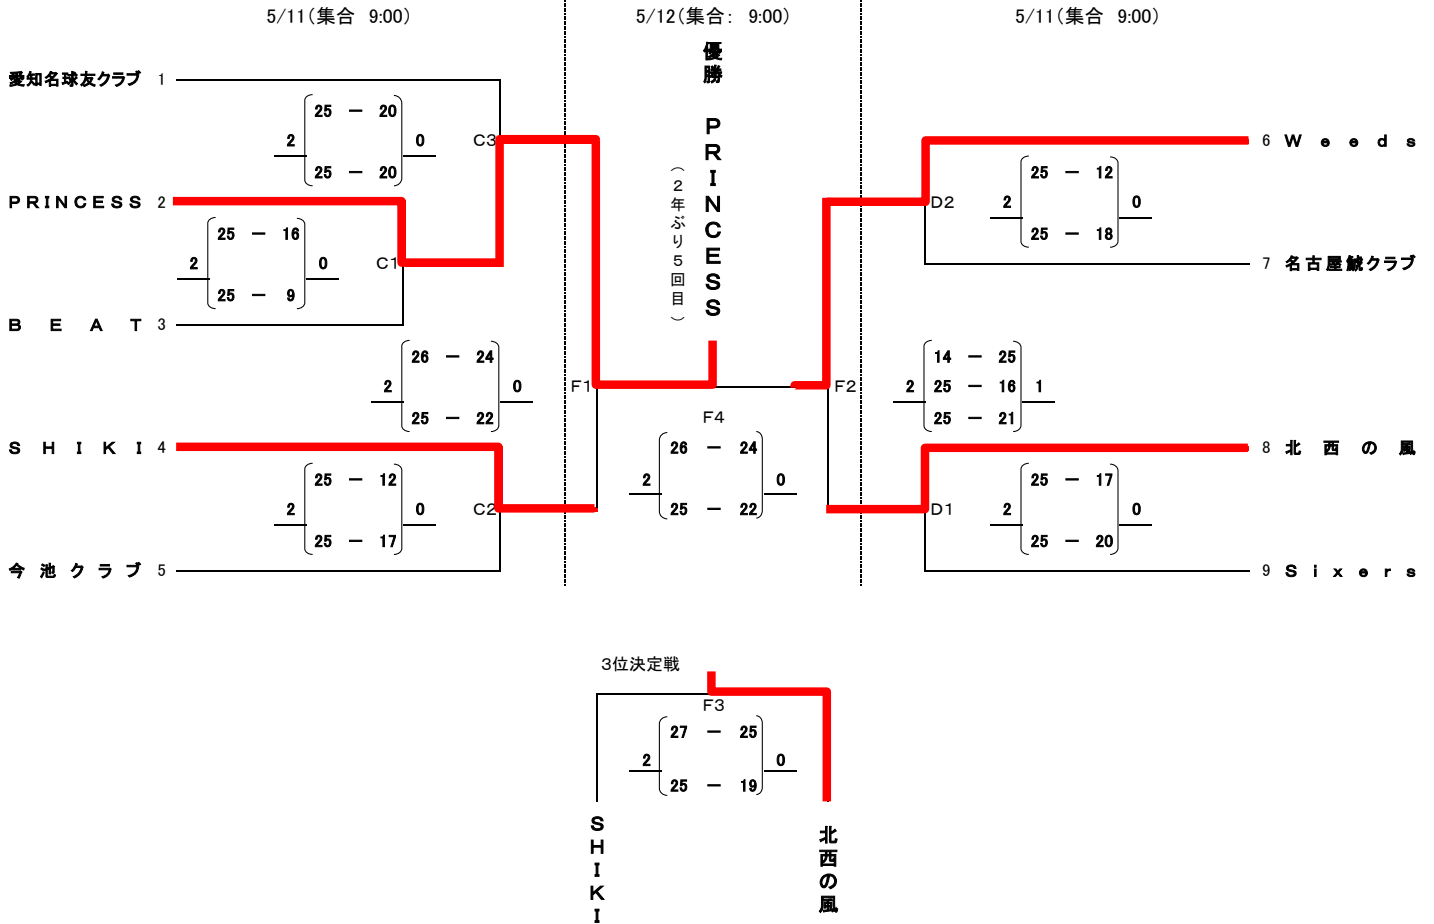 5/11(集合 9:00)
5/12(集合: 9:00)
5/11(集合 9:00)
優勝 PRINCESS
(2年ぶり5回目)
愛知名球友クラブ 1
25 － 20
2 0
25 － 20
C3
PRINCESS 2
25 － 16
2 0
25 － 9
C1
BEAT 3
26 － 24
2 0
25 － 22
F1
SHIKI 4
25 － 12
2 0
25 － 17
C2
今池クラブ 5
F4
26 － 24
2 0
25 － 22
6 Weeds
D2
25 － 12
2 0
25 － 18
7 名古屋鯱クラブ
F2
14 － 25
2 25 － 16 1
25 － 21
8 北西の風
D1
25 － 17
2 0
25 － 20
9 Sixers
3位決定戦
F3
27 － 25
2 0
25 － 19
SHIKI
北西の風